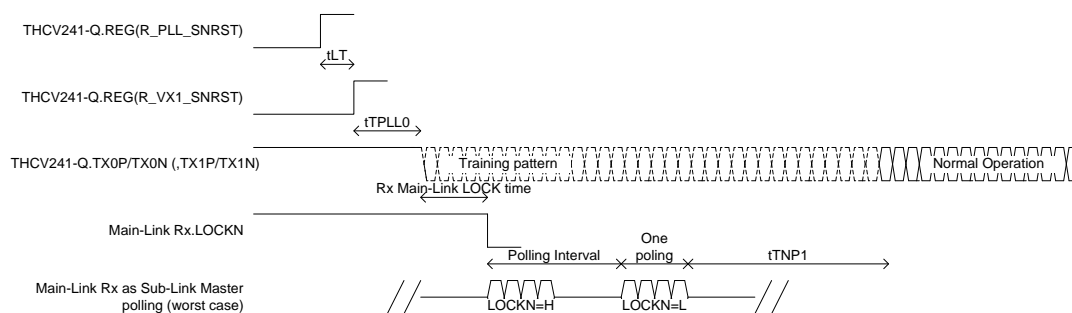 THCV241-Q.REG(R_PLL_SNRST)
tLT
THCV241-Q.REG(R_VX1_SNRST)
tTPLL0
THCV241-Q.TX0P/TX0N (,TX1P/TX1N)
Training pattern
Normal Operation
Rx Main-Link LOCK time
Main-Link Rx.LOCKN
Polling Interval
One
poling
tTNP1
Main-Link Rx as Sub-Link Master
polling (worst case)
LOCKN=H
LOCKN=L